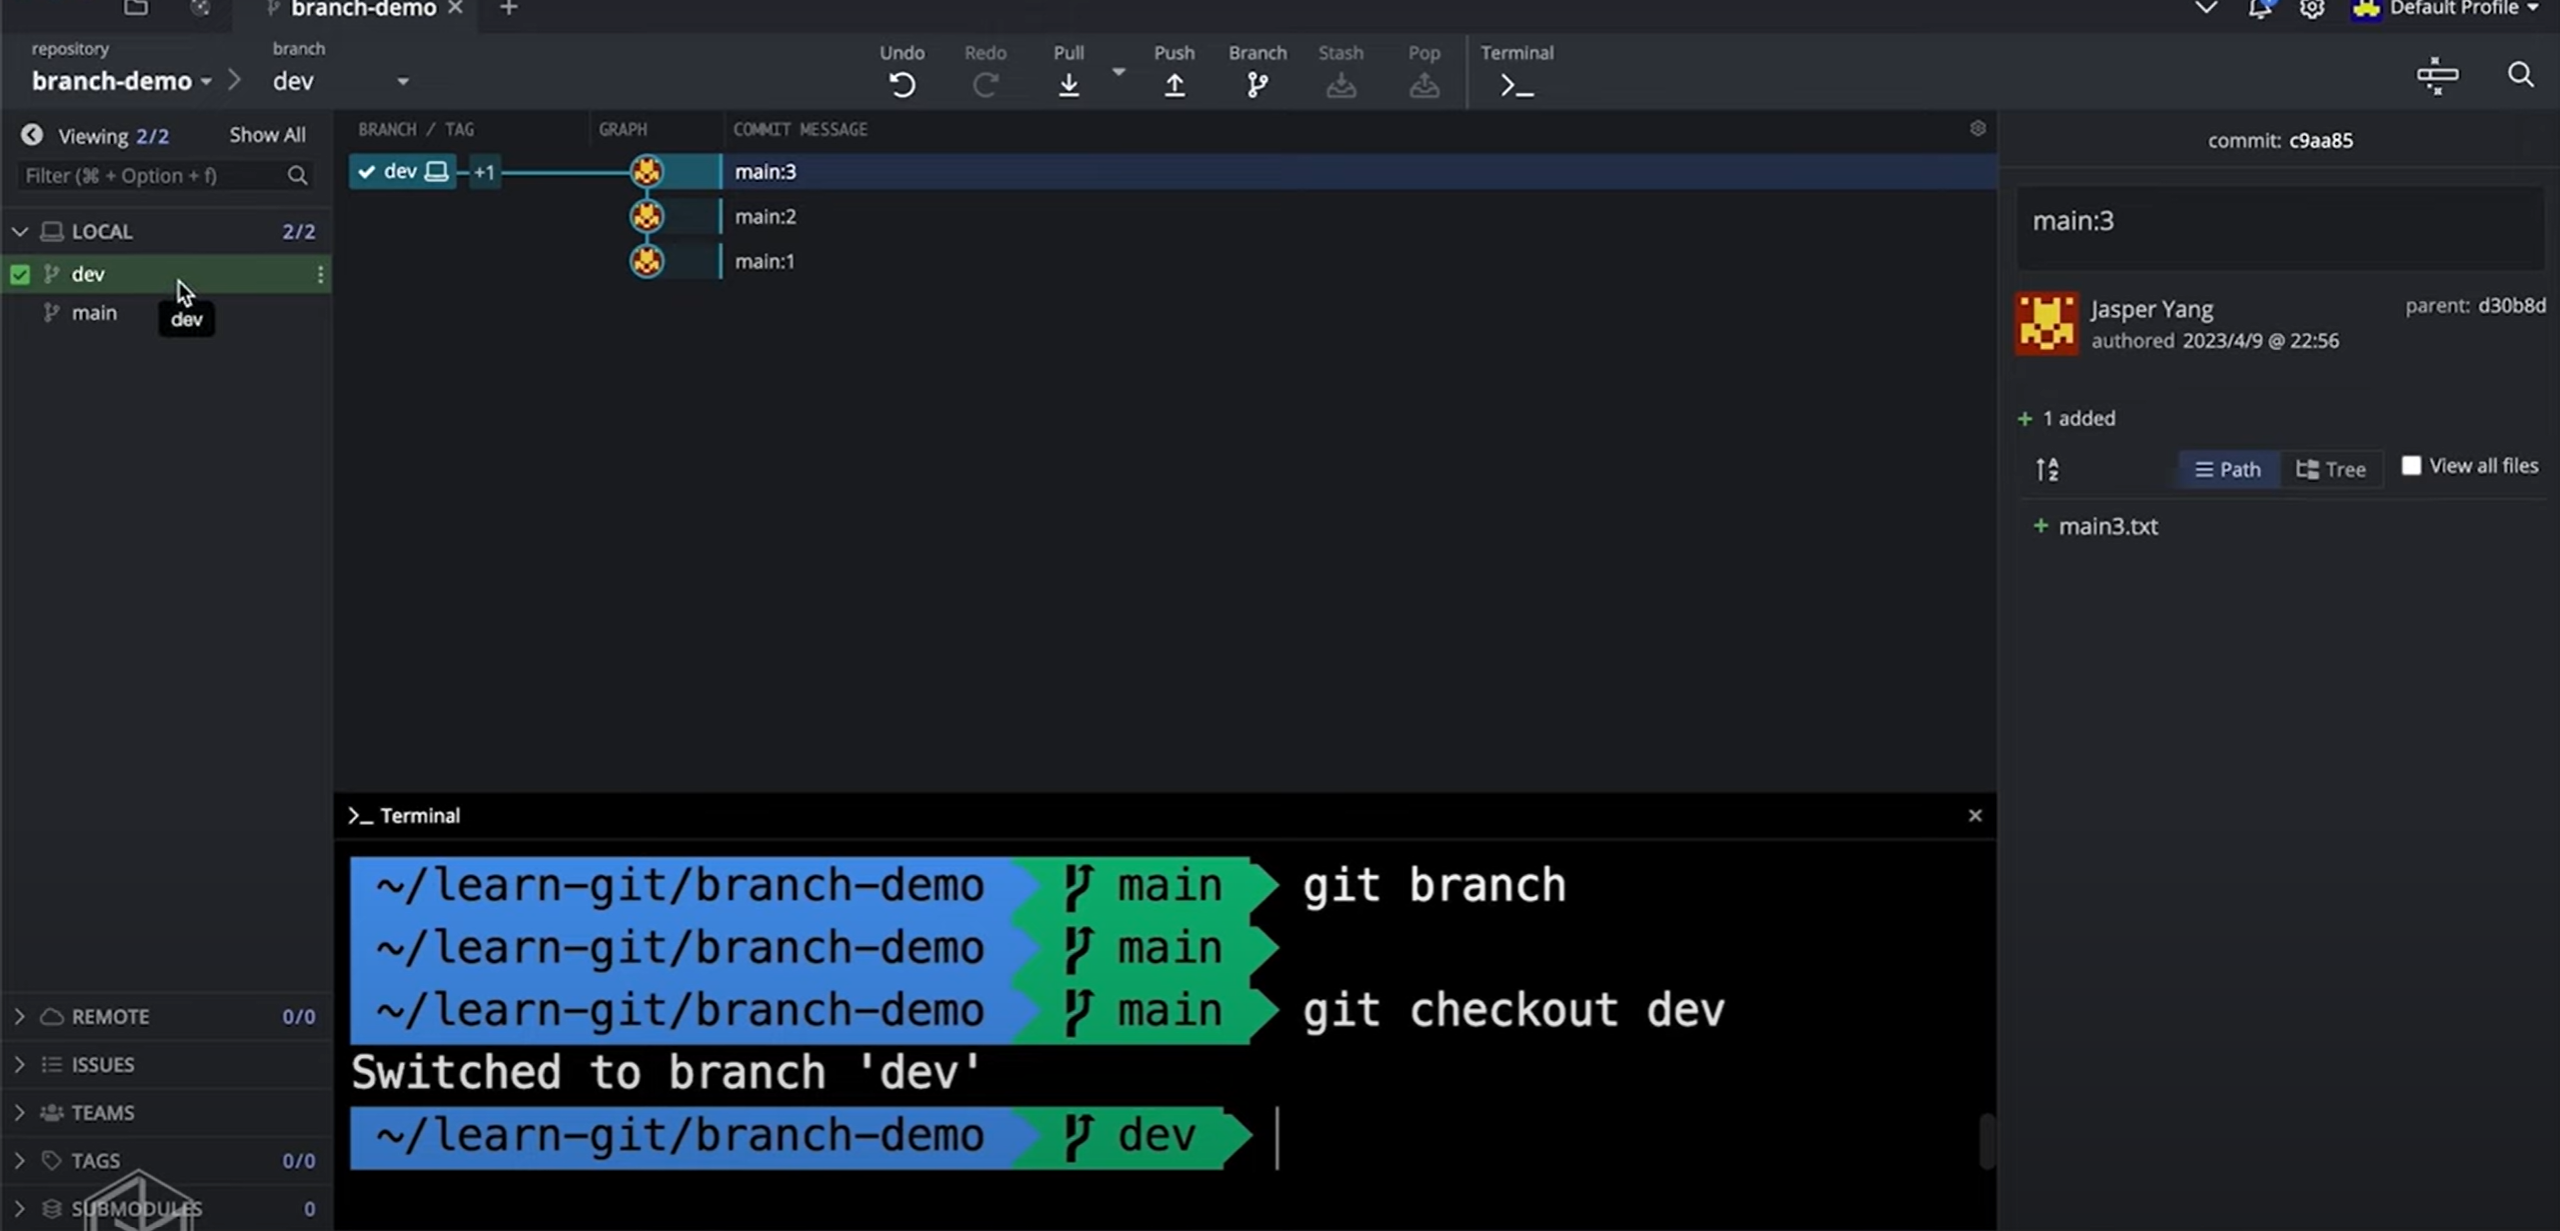 branch-demo
Default Profile
repository
branch-demo
branch
dev
Undo
Redo
Pull
Push
Branch
Stash
Pop
Terminal
Viewing 2/2
Show All
Filter (⌘ + Option + f)
LOCAL 2/2
dev
main
dev
REMOTE 0/0
ISSUES
TEAMS
TAGS 0/0
SUBMODULES 0
BRANCH / TAG
GRAPH
COMMIT MESSAGE
dev +1
main:3
main:2
main:1
>_ Terminal
~/learn-git/branch-demo main git branch
~/learn-git/branch-demo main
~/learn-git/branch-demo main git checkout dev
Switched to branch 'dev'
~/learn-git/branch-demo dev
commit: c9aa85
main:3
Jasper Yang
authored 2023/4/9 @ 22:56
parent: d30b8d
+ 1 added
Path
Tree
View all files
+ main3.txt